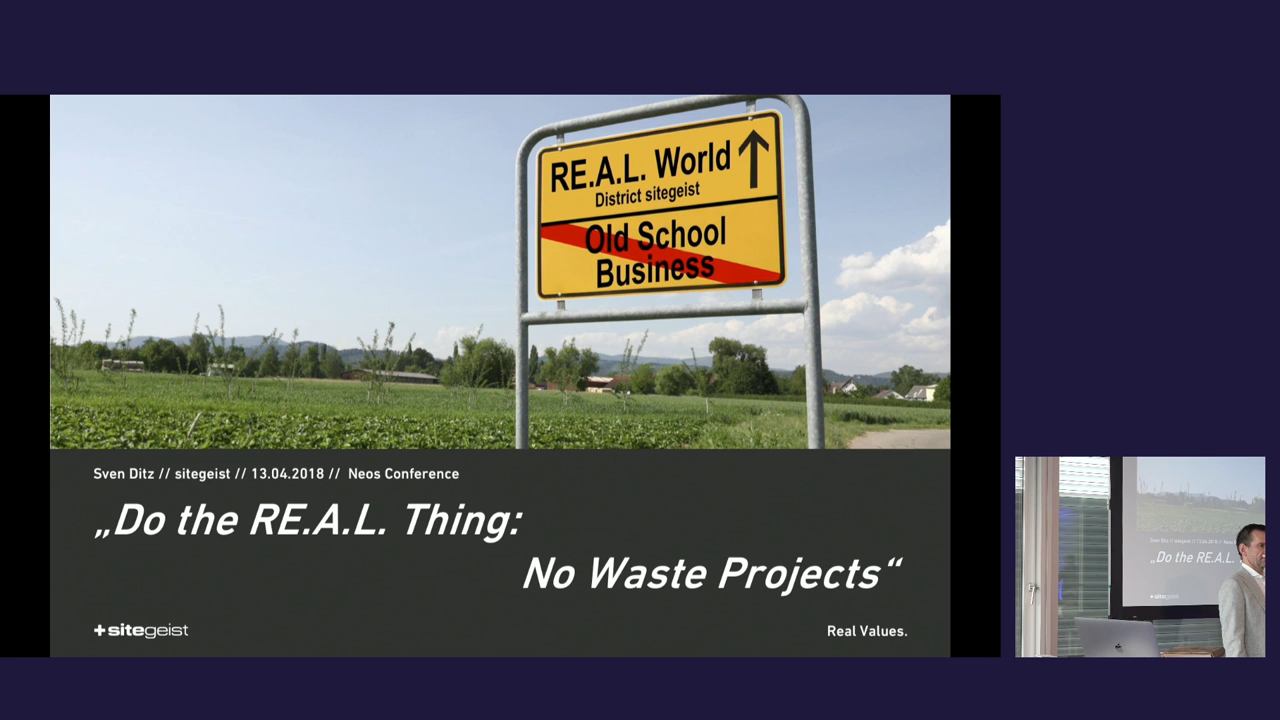 RE.A.L. World
District sitegeist
Old School
Business
Sven Ditz // sitegeist // 13.04.2018 // Neos Conference
„Do the RE.A.L. Thing:
No Waste Projects“
+sitegeist
Real Values.
„Do the RE.A.L.
+sitegeist